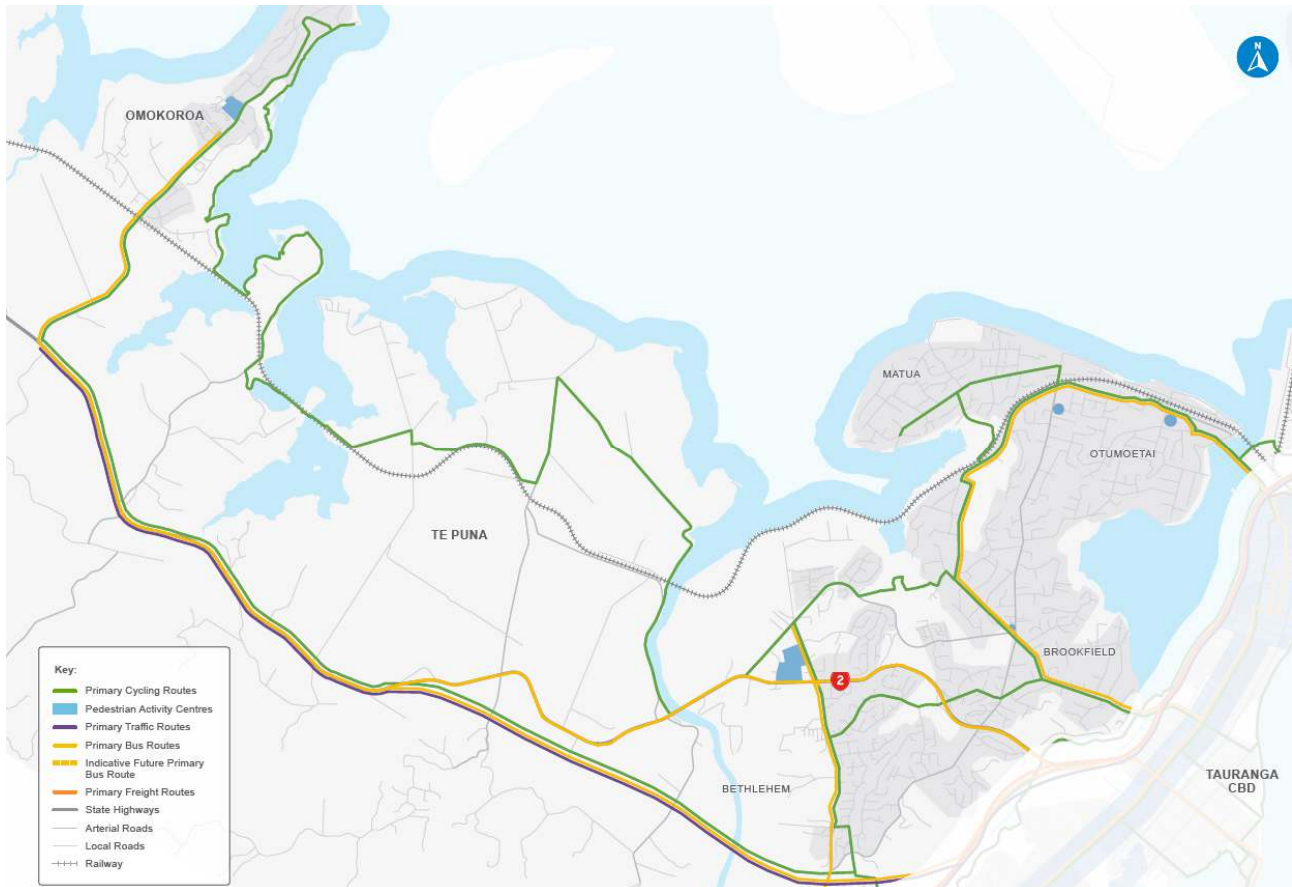 N
OMOKOROA
MATUA
OTUMOETAI
TE PUNA
BROOKFIELD
2
BETHLEHEM
TAURANGA
CBD
Key:
Primary Cycling Routes
Pedestrian Activity Centres
Primary Traffic Routes
Primary Bus Routes
Indicative Future Primary
Bus Route
Primary Freight Routes
State Highways
Arterial Roads
Local Roads
Railway